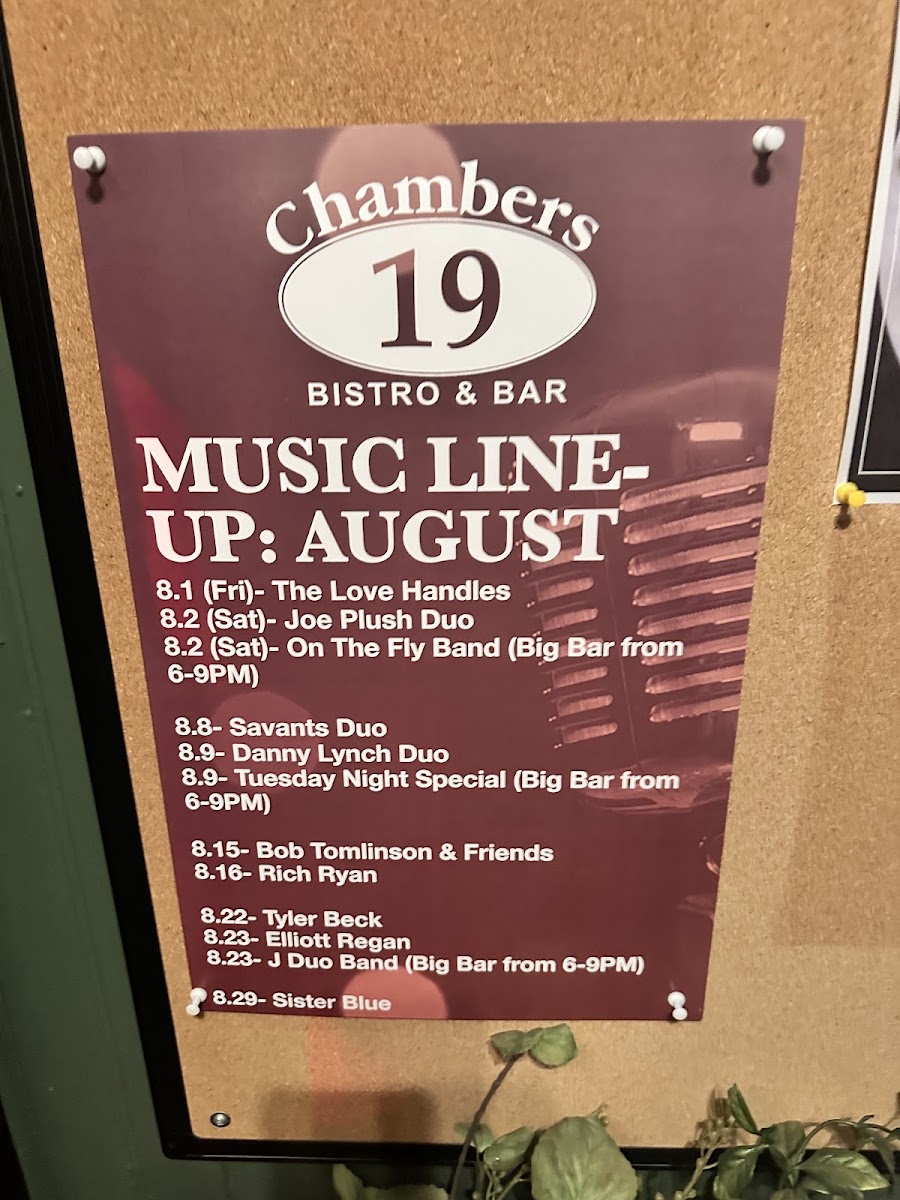 Chambers
19
BISTRO & BAR
MUSIC LINE-
UP: AUGUST
8.1 (Fri)- The Love Handles
8.2 (Sat)- Joe Plush Duo
8.2 (Sat)- On The Fly Band (Big Bar from
6-9PM)
8.8- Savants Duo
8.9- Danny Lynch Duo
8.9- Tuesday Night Special (Big Bar from
6-9PM)
8.15- Bob Tomlinson & Friends
8.16- Rich Ryan
8.22- Tyler Beck
8.23- Elliott Regan
8.23- J Duo Band (Big Bar from 6-9PM)
8.29- Sister Blue